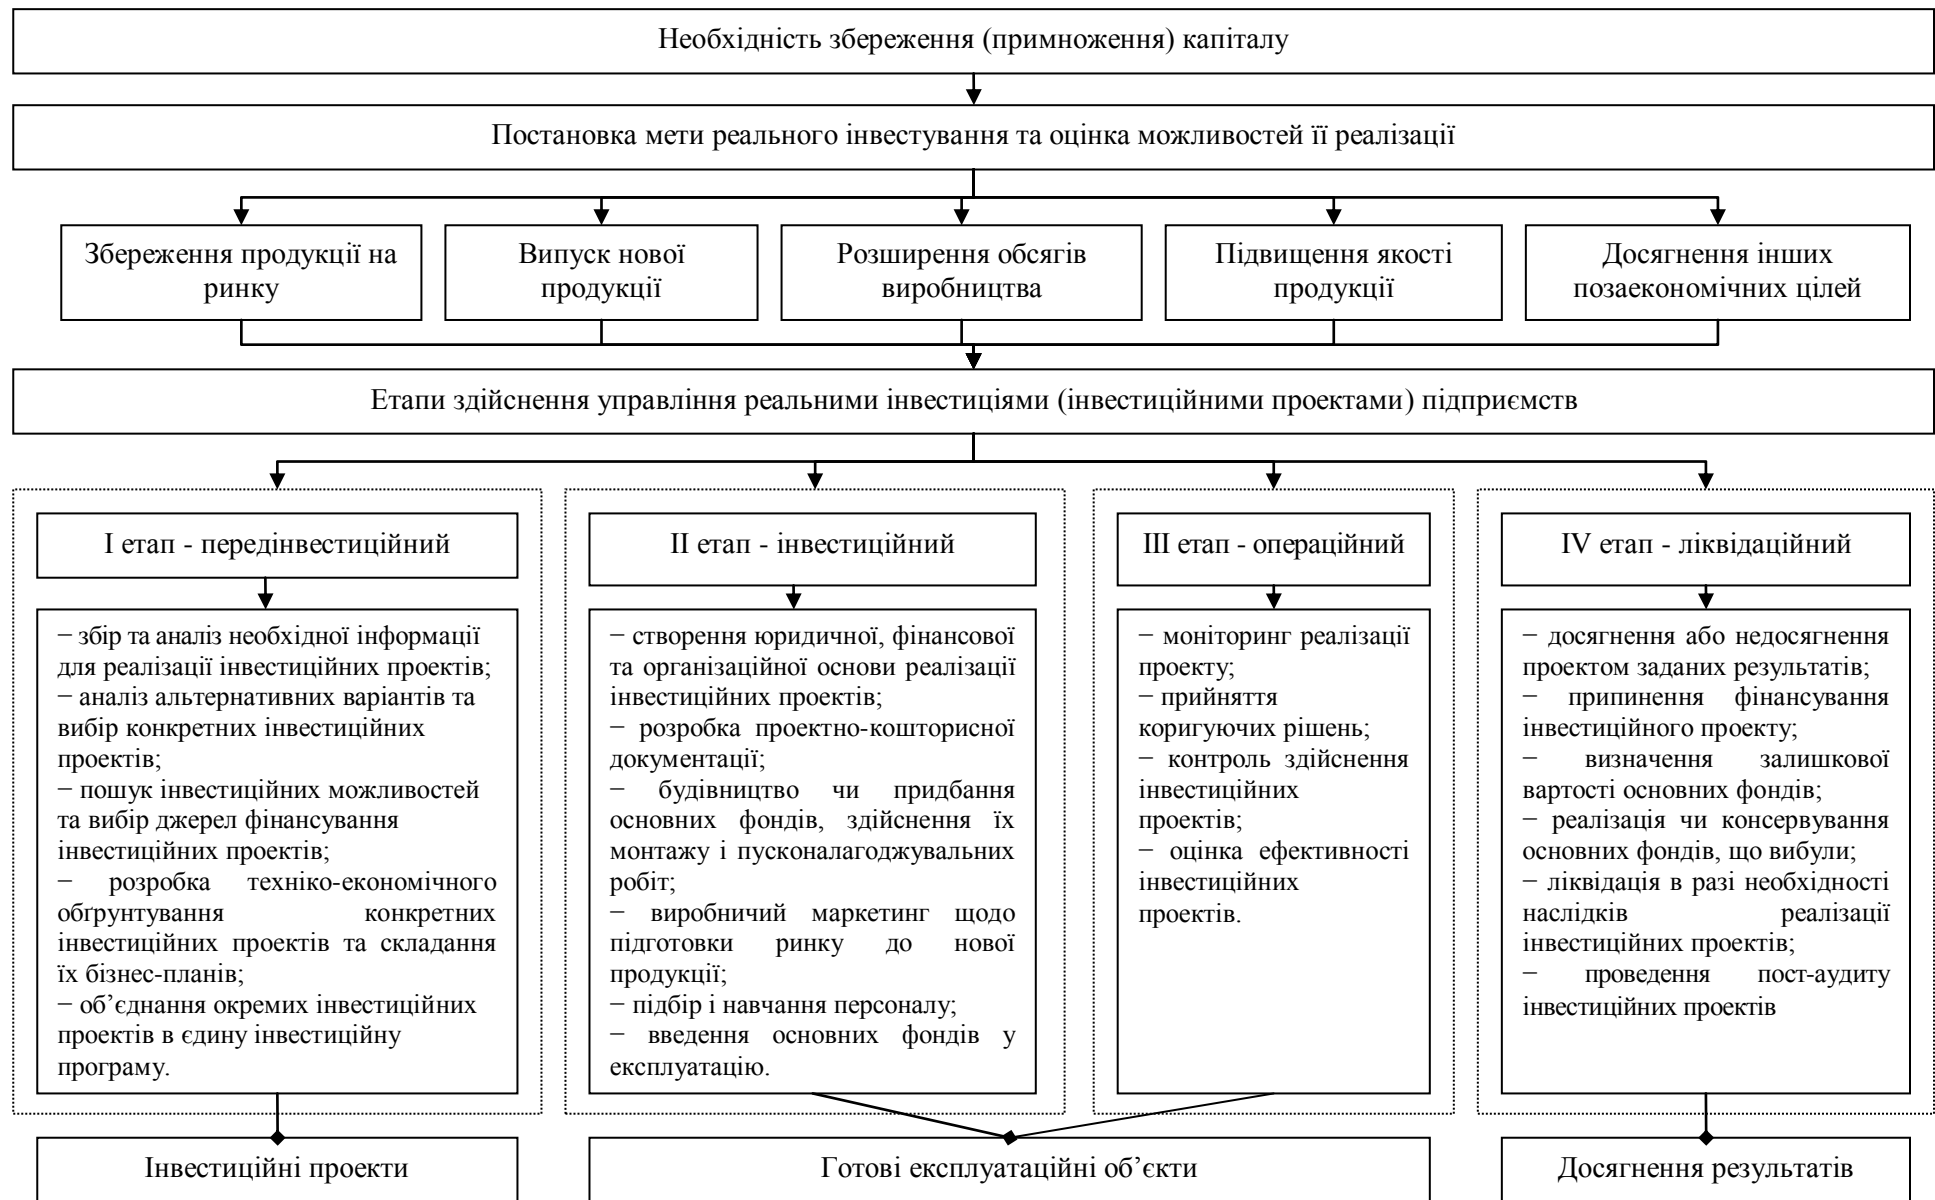 Необхідність збереження (примноження) капіталу
Постановка мети реального інвестування та оцінка можливостей її реалізації
Збереження продукції на
ринку
Випуск нової
продукції
Розширення обсягів
виробництва
Підвищення якості
продукції
Досягнення інших
позаекономічних цілей
Етапи здійснення управління реальними інвестиціями (інвестиційними проектами) підприємств
І етап - передінвестиційний
− збір та аналіз необхідної інформації
для реалізації інвестиційних проектів;
− аналіз альтернативних варіантів та
вибір конкретних інвестиційних
проектів;
− пошук інвестиційних можливостей
та вибір джерел фінансування
інвестиційних проектів;
− розробка техніко-економічного
обґрунтування конкретних
інвестиційних проектів та складання
їх бізнес-планів;
− об’єднання окремих інвестиційних
проектів в єдину інвестиційну
програму.
ІІ етап - інвестиційний
− створення юридичної, фінансової
та організаційної основи реалізації
інвестиційних проектів;
− розробка проектно-кошторисної
документації;
− будівництво чи придбання
основних фондів, здійснення їх
монтажу і пусконалагоджувальних
робіт;
− виробничий маркетинг щодо
підготовки ринку до нової
продукції;
− підбір і навчання персоналу;
− введення основних фондів у
експлуатацію.
ІІІ етап - операційний
− моніторинг реалізації
проекту;
− прийняття
коригуючих рішень;
− контроль здійснення
інвестиційних
проектів;
− оцінка ефективності
інвестиційних
проектів.
IV етап - ліквідаційний
− досягнення або недосягнення
проектом заданих результатів;
− припинення фінансування
інвестиційного проекту;
− визначення залишкової
вартості основних фондів;
− реалізація чи консервування
основних фондів, що вибули;
− ліквідація в разі необхідності
наслідків реалізації
інвестиційних проектів;
− проведення пост-аудиту
інвестиційних проектів
Інвестиційні проекти
Готові експлуатаційні об’єкти
Досягнення результатів